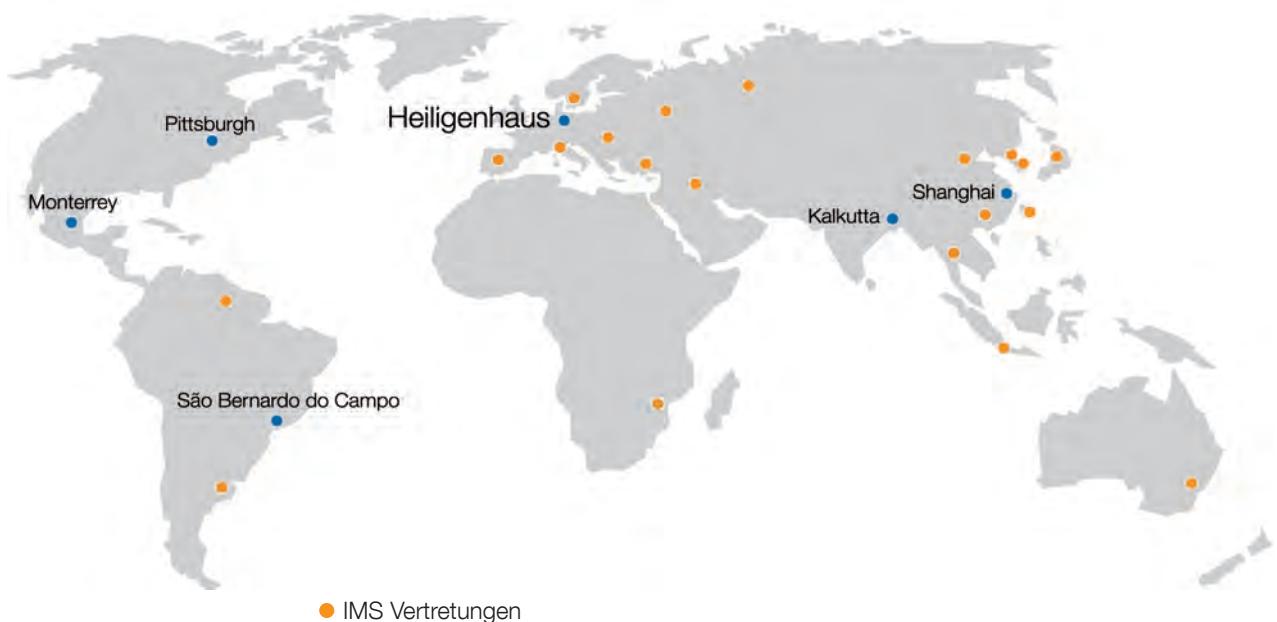 Pittsburgh
Heiligenhaus
Monterrey
Shanghai
Kalkutta
São Bernardo do Campo
IMS Vertretungen